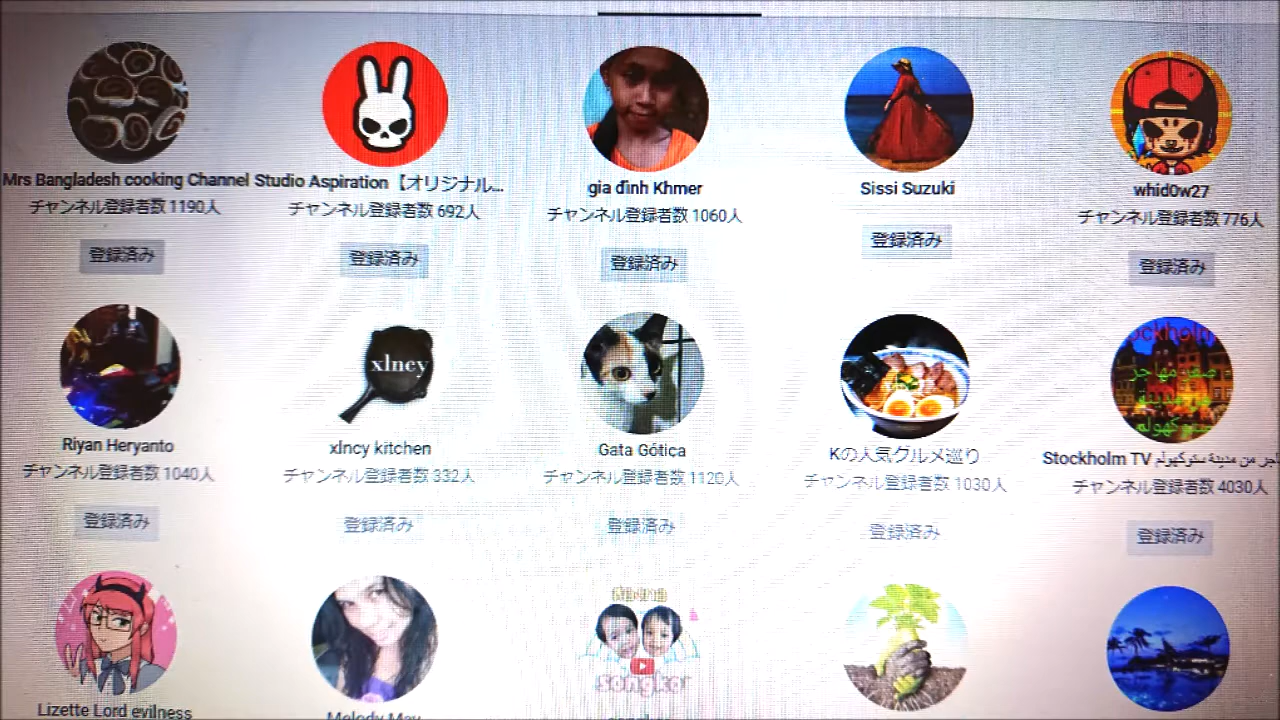 Mrs Bangladesh cooking Channel
チャンネル登録者数 1190人
登録済み
Studio Aspiration【オリジナル...
チャンネル登録者数 692人
登録済み
gia đình Khmer
チャンネル登録者数 1060人
登録済み
Sissi Suzuki
登録済み
whid0w27
チャンネル登録者数 776人
登録済み
Riyan Heryanto
チャンネル登録者数 1040人
登録済み
xlncy
xlncy kitchen
チャンネル登録者数 332人
登録済み
Gata Gótica
チャンネル登録者数 1120人
登録済み
Kの人気グルメ巡り
チャンネル登録者数 1030人
登録済み
صقر مهاجر
من مدينة
ستوكهولم
Stockholm TV
チャンネル登録者数 4030人
登録済み
Lizette Lord evilness
Melody May